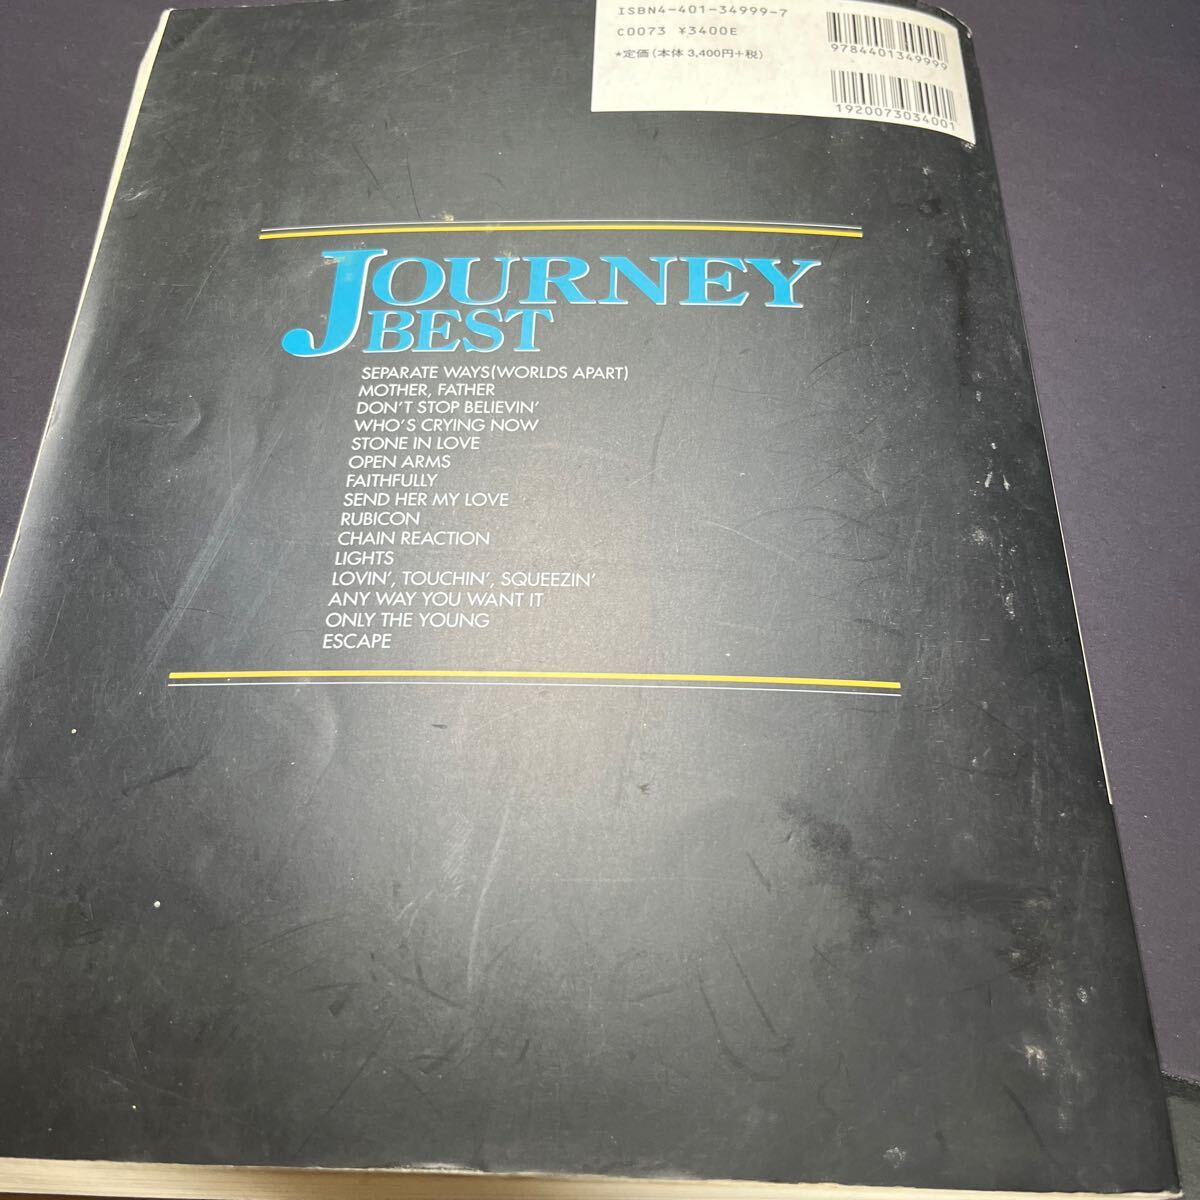 ISBN4-401-34999-7
C0073 ¥3400E
*定価(本体3,400円+税)
9784401349999
1920073034001
JOURNEY
BEST
SEPARATE WAYS(WORLDS APART)
MOTHER, FATHER
DON'T STOP BELIEVIN'
WHO'S CRYING NOW
STONE IN LOVE
OPEN ARMS
FAITHFULLY
SEND HER MY LOVE
RUBICON
CHAIN REACTION
LIGHTS
LOVIN', TOUCHIN', SQUEEZIN'
ANY WAY YOU WANT IT
ONLY THE YOUNG
ESCAPE